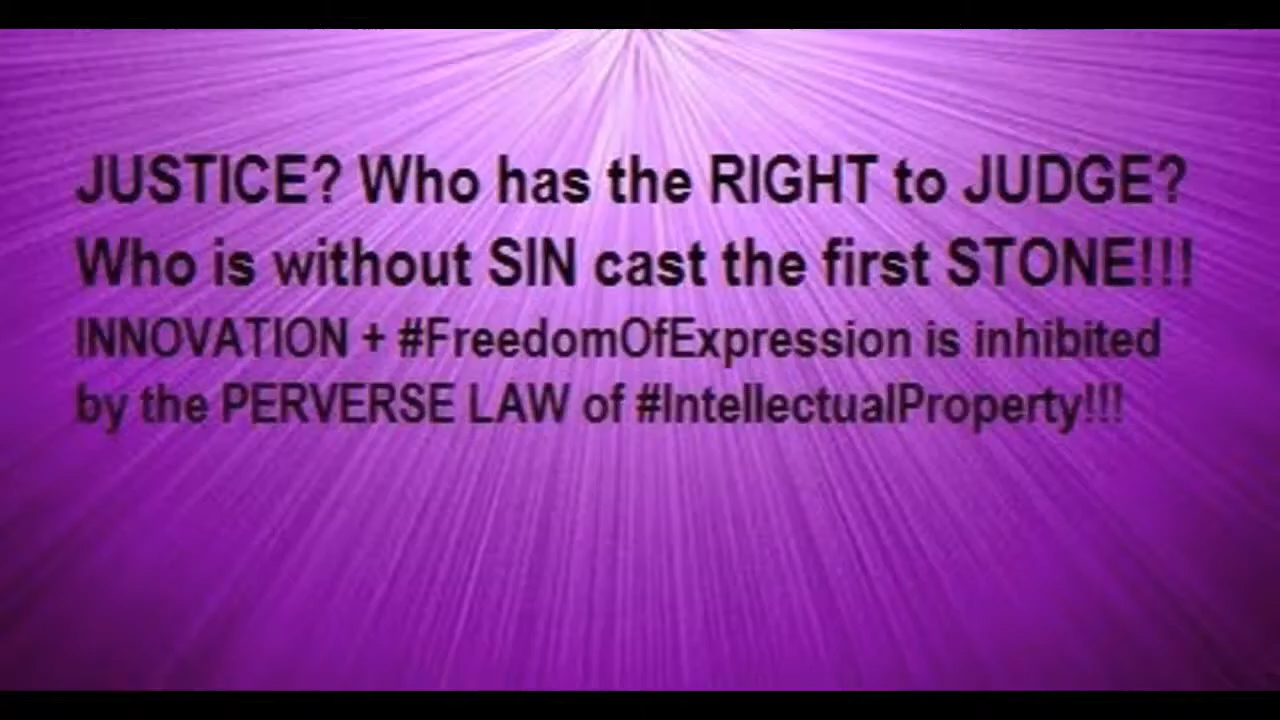 JUSTICE? Who has the RIGHT to JUDGE?
Who is without SIN cast the first STONE!!!
INNOVATION + #FreedomOfExpression is inhibited
by the PERVERSE LAW of #IntellectualProperty!!!